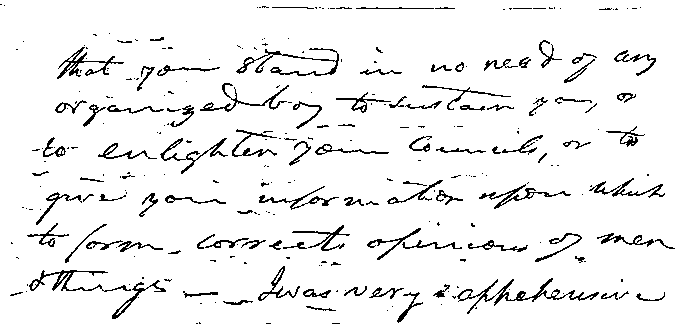 that you stand in no need of any
organized boy to sustain you, or
to enlighten your Councils, or to
give you information upon which
to form correct opinions of men
& things — I was very apprehensive